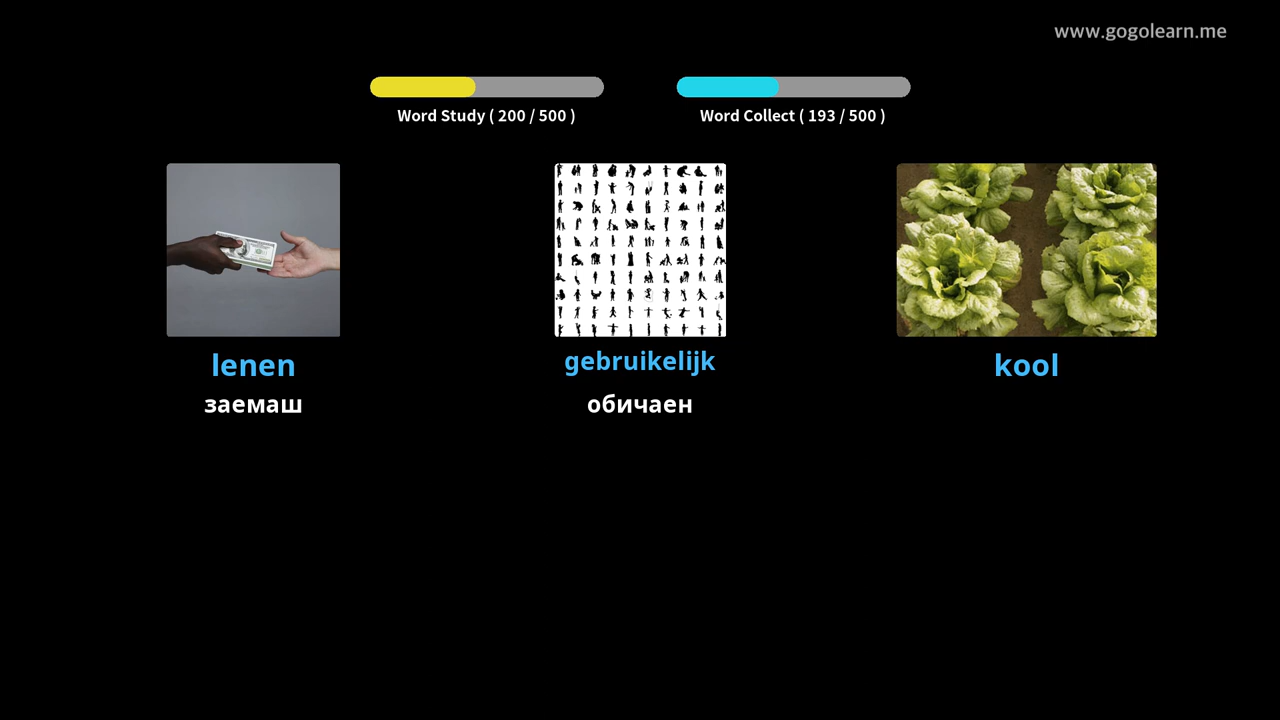 www.gogolearn.me
Word Study ( 200 / 500 )
Word Collect ( 193 / 500 )
lenen
gebruikelijk
kool
заемаш
обичаен